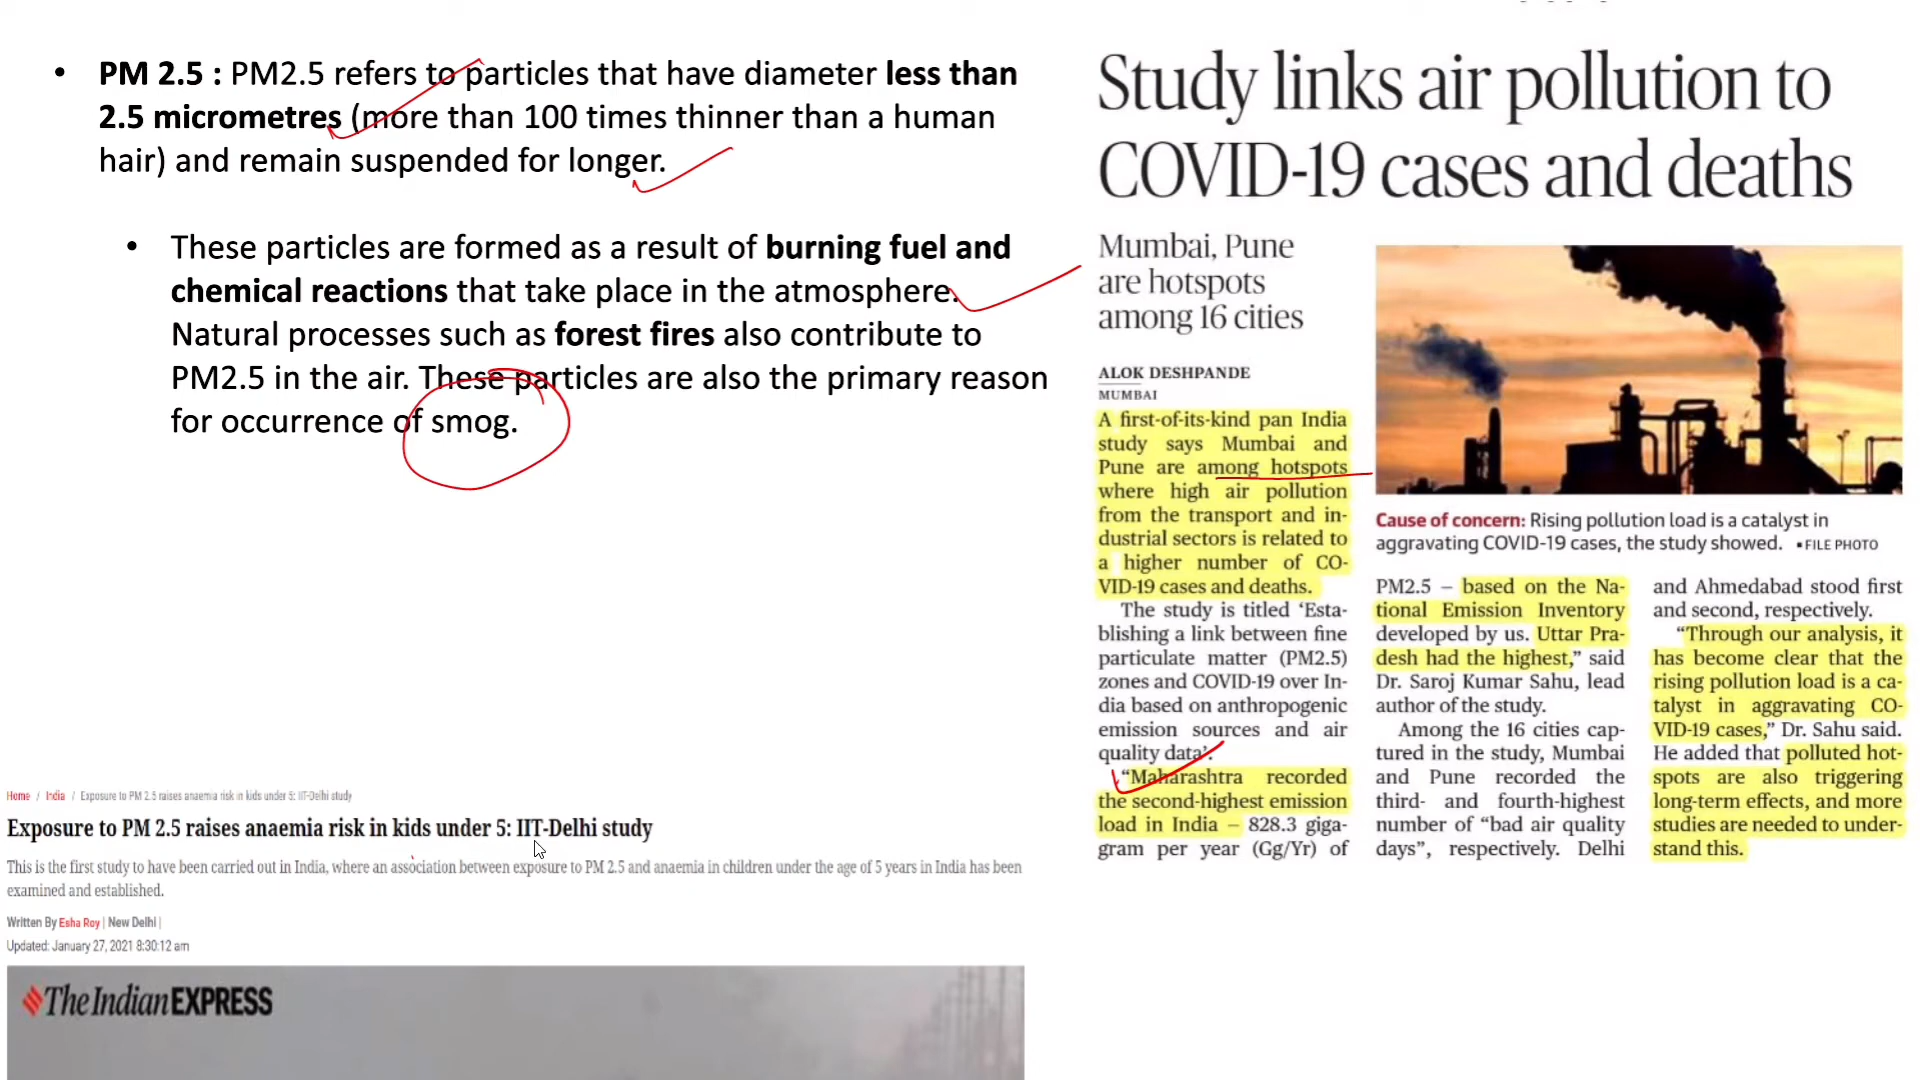 • PM 2.5 : PM2.5 refers to particles that have diameter less than
2.5 micrometres (more than 100 times thinner than a human
hair) and remain suspended for longer.
• These particles are formed as a result of burning fuel and
chemical reactions that take place in the atmosphere.
Natural processes such as forest fires also contribute to
PM2.5 in the air. These particles are also the primary reason
for occurrence of smog.
Home / India / Exposure to PM 2.5 raises anaemia risk in kids under 5: IIT-Delhi study
Exposure to PM 2.5 raises anaemia risk in kids under 5: IIT-Delhi study
This is the first study to have been carried out in India, where an association between exposure to PM 2.5 and anaemia in children under the age of 5 years in India has been
examined and established.
Written By Esha Roy | New Delhi |
Updated: January 27, 2021 8:30:12 am
The Indian EXPRESS
Study links air pollution to
COVID-19 cases and deaths
Mumbai, Pune
are hotspots
among 16 cities
ALOK DESHPANDE
MUMBAI
A first-of-its-kind pan India
study says Mumbai and
Pune are among hotspots
where high air pollution
from the transport and in-
dustrial sectors is related to
a higher number of CO-
VID-19 cases and deaths.
The study is titled ‘Esta-
blishing a link between fine
particulate matter (PM2.5)
zones and COVID-19 over In-
dia based on anthropogenic
emission sources and air
quality data’.
“Maharashtra recorded
the second-highest emission
load in India – 828.3 giga-
gram per year (Gg/Yr) of
Cause of concern: Rising pollution load is a catalyst in
aggravating COVID-19 cases, the study showed. ▪FILE PHOTO
PM2.5 – based on the Na-
tional Emission Inventory
developed by us. Uttar Pra-
desh had the highest,” said
Dr. Saroj Kumar Sahu, lead
author of the study.
Among the 16 cities cap-
tured in the study, Mumbai
and Pune recorded the
third- and fourth-highest
number of “bad air quality
days”, respectively. Delhi
and Ahmedabad stood first
and second, respectively.
“Through our analysis, it
has become clear that the
rising pollution load is a ca-
talyst in aggravating CO-
VID-19 cases,” Dr. Sahu said.
He added that polluted hot-
spots are also triggering
long-term effects, and more
studies are needed to under-
stand this.